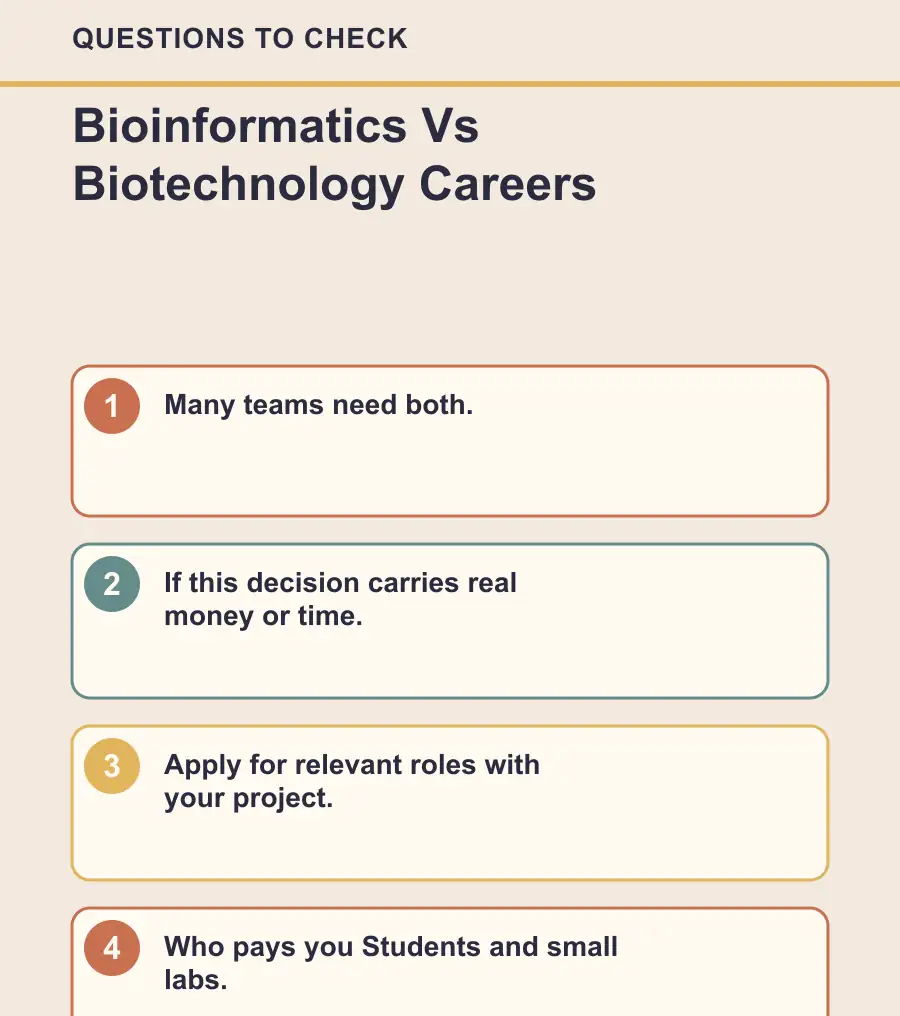 QUESTIONS TO CHECK
Bioinformatics Vs
Biotechnology Careers
1
Many teams need both.
2
If this decision carries real
money or time.
3
Apply for relevant roles with
your project.
4
Who pays you Students and small
labs.